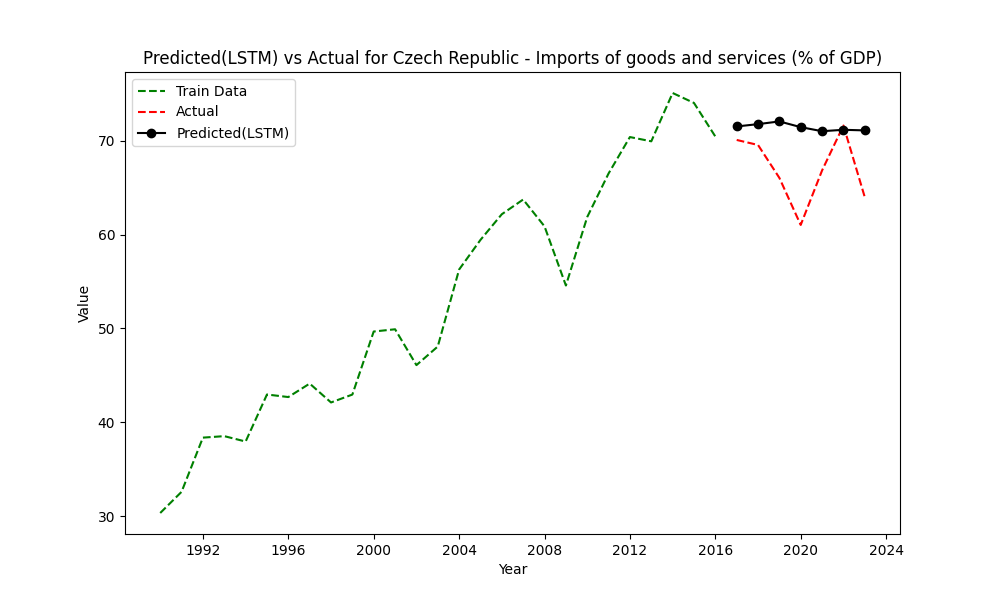 Predicted(LSTM) vs Actual for Czech Republic - Imports of goods and services (% of GDP)
Train Data
Actual
Predicted(LSTM)
70
60
50
40
30
Value
1992 1996 2000 2004 2008 2012 2016 2020 2024
Year